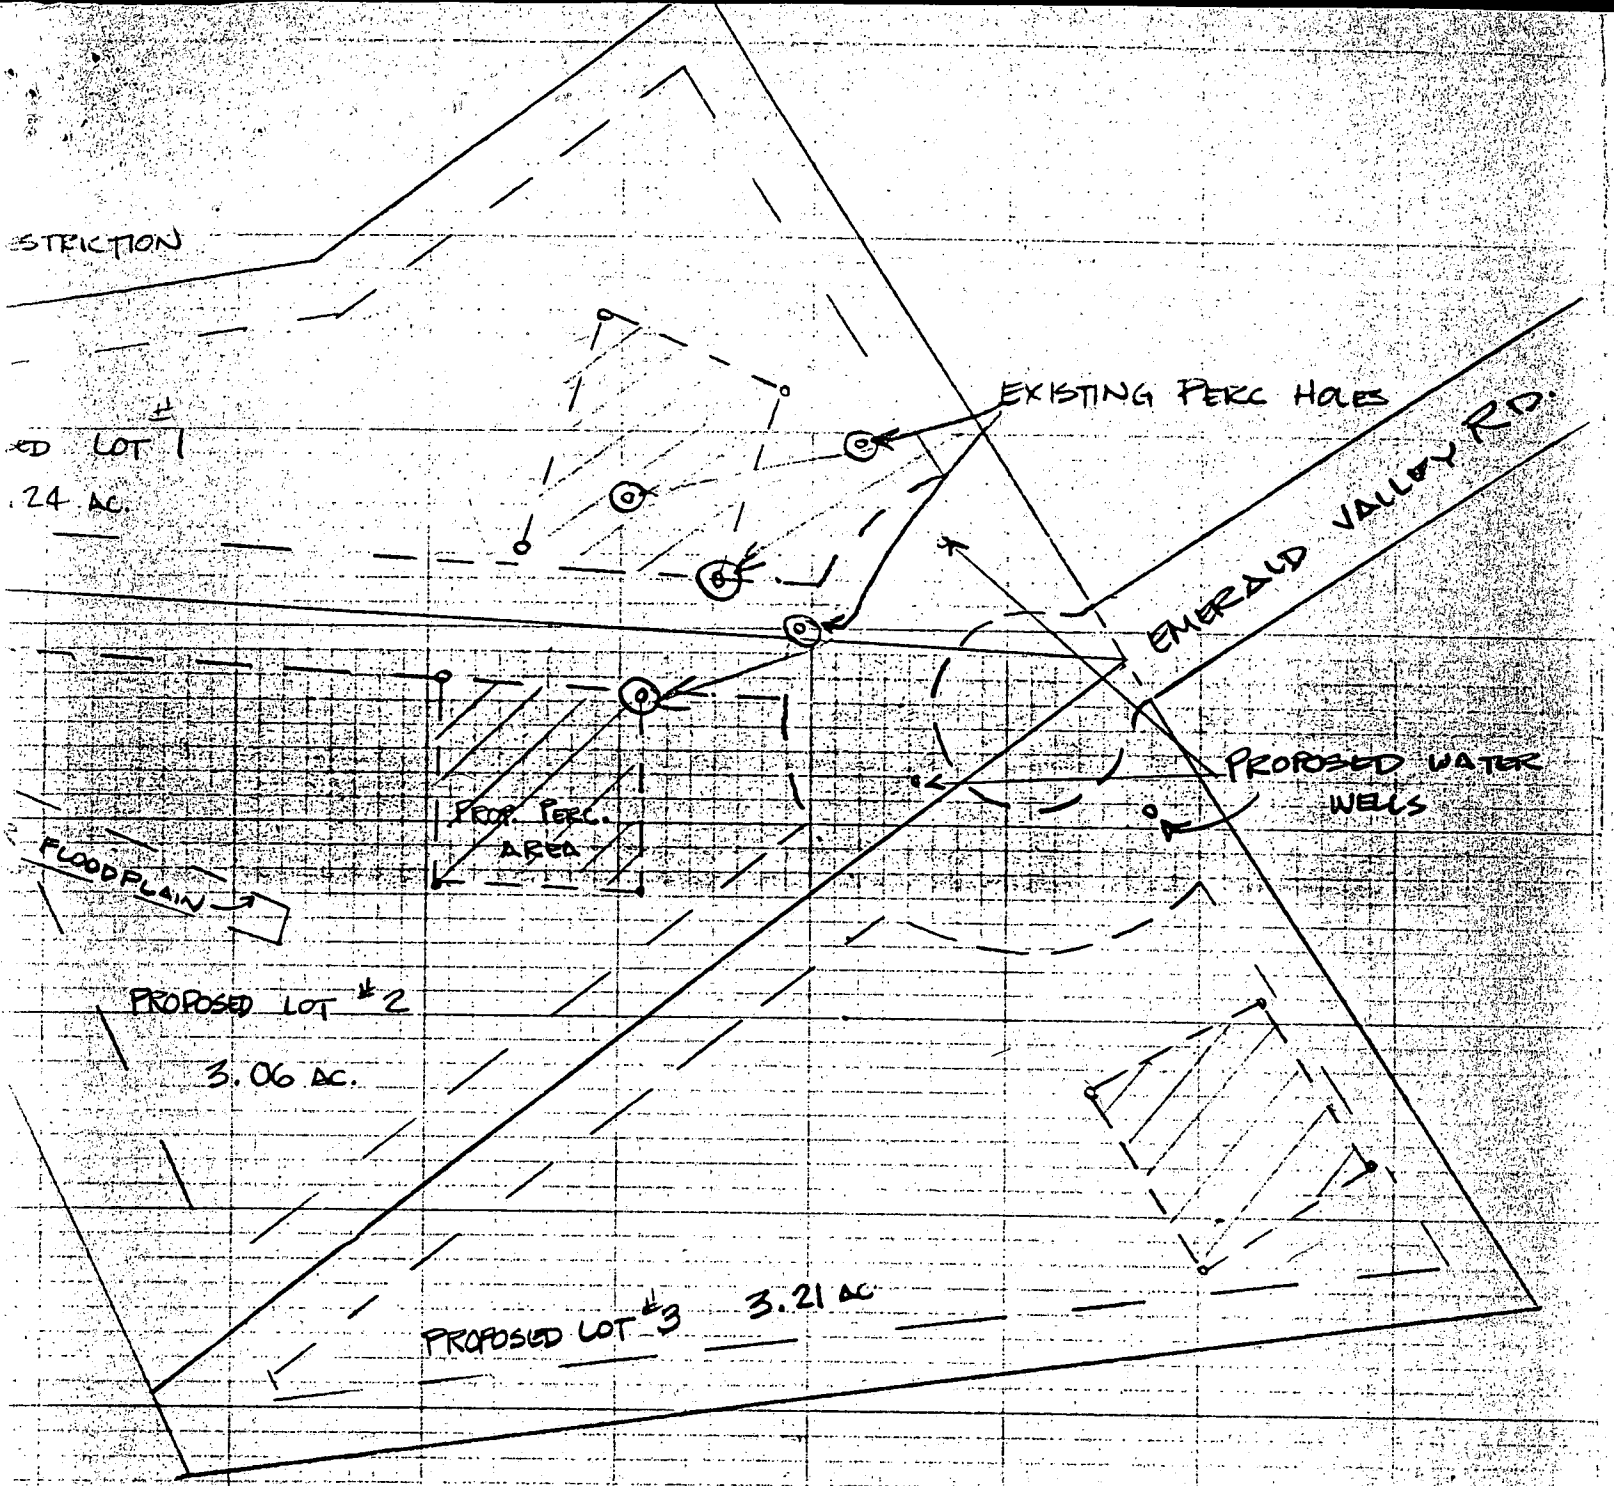 STRICTION
EXISTING PERC HOLES
ED LOT #1
.24 AC.
EMERALD VALLEY RD.
PROPOSED WATER
WELLS
PROP. PERC.
AREA
FLOODPLAIN
PROPOSED LOT #2
3.06 AC.
PROPOSED LOT #3 3.21 AC